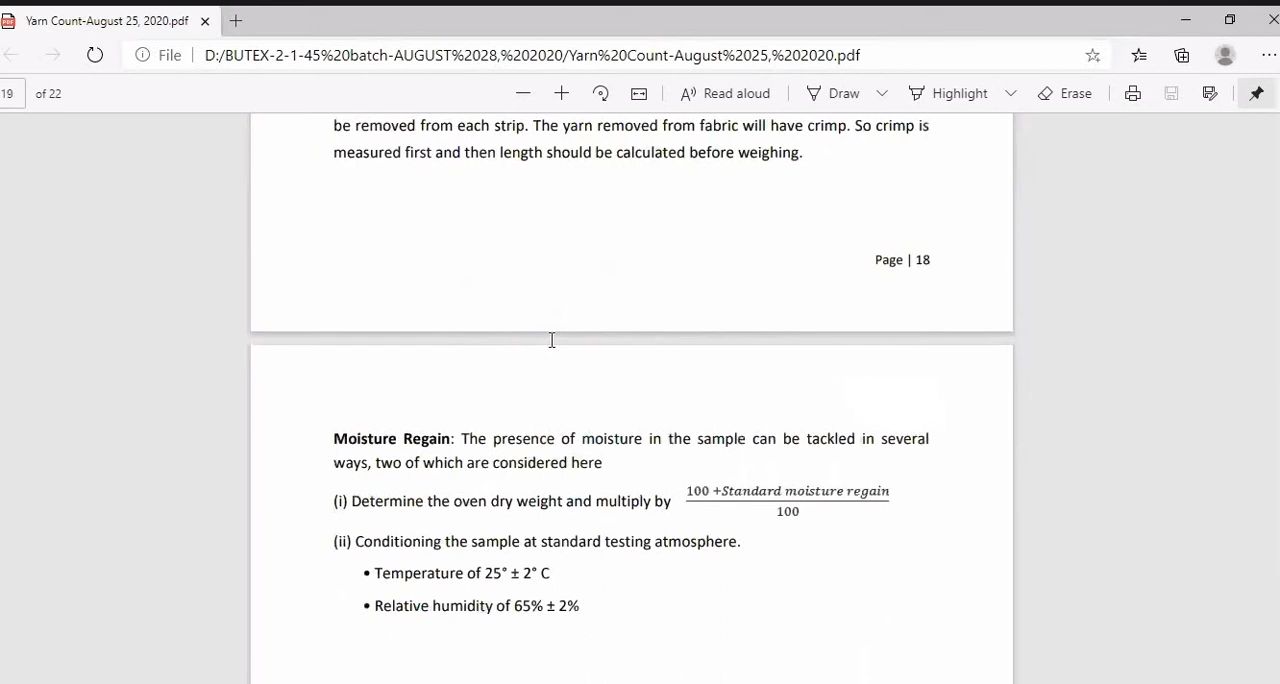 Yarn Count-August 25, 2020.pdf
File D:/BUTEX-2-1-45%20batch-AUGUST%2028,%202020/Yarn%20Count-August%2025,%202020.pdf
19 of 22 Read aloud Draw Highlight Erase
be removed from each strip. The yarn removed from fabric will have crimp. So crimp is
measured first and then length should be calculated before weighing.
Page | 18
Moisture Regain: The presence of moisture in the sample can be tackled in several
ways, two of which are considered here
(i) Determine the oven dry weight and multiply by 100 +Standard moisture regain
100
(ii) Conditioning the sample at standard testing atmosphere.
• Temperature of 25° ± 2° C
• Relative humidity of 65% ± 2%